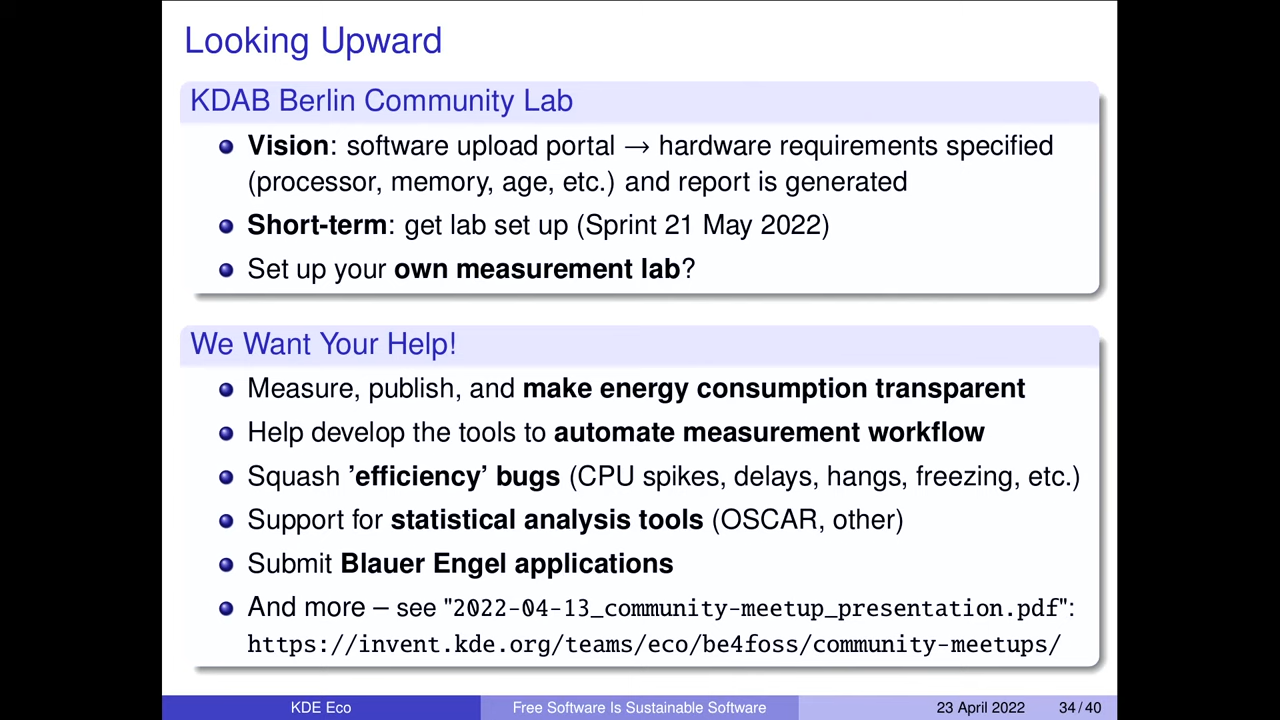 Looking Upward
KDAB Berlin Community Lab
Vision: software upload portal → hardware requirements specified
(processor, memory, age, etc.) and report is generated
Short-term: get lab set up (Sprint 21 May 2022)
Set up your own measurement lab?
We Want Your Help!
Measure, publish, and make energy consumption transparent
Help develop the tools to automate measurement workflow
Squash 'efficiency' bugs (CPU spikes, delays, hangs, freezing, etc.)
Support for statistical analysis tools (OSCAR, other)
Submit Blauer Engel applications
And more – see "2022-04-13_community-meetup_presentation.pdf":
https://invent.kde.org/teams/eco/be4foss/community-meetups/
KDE Eco Free Software Is Sustainable Software 23 April 2022 34/40